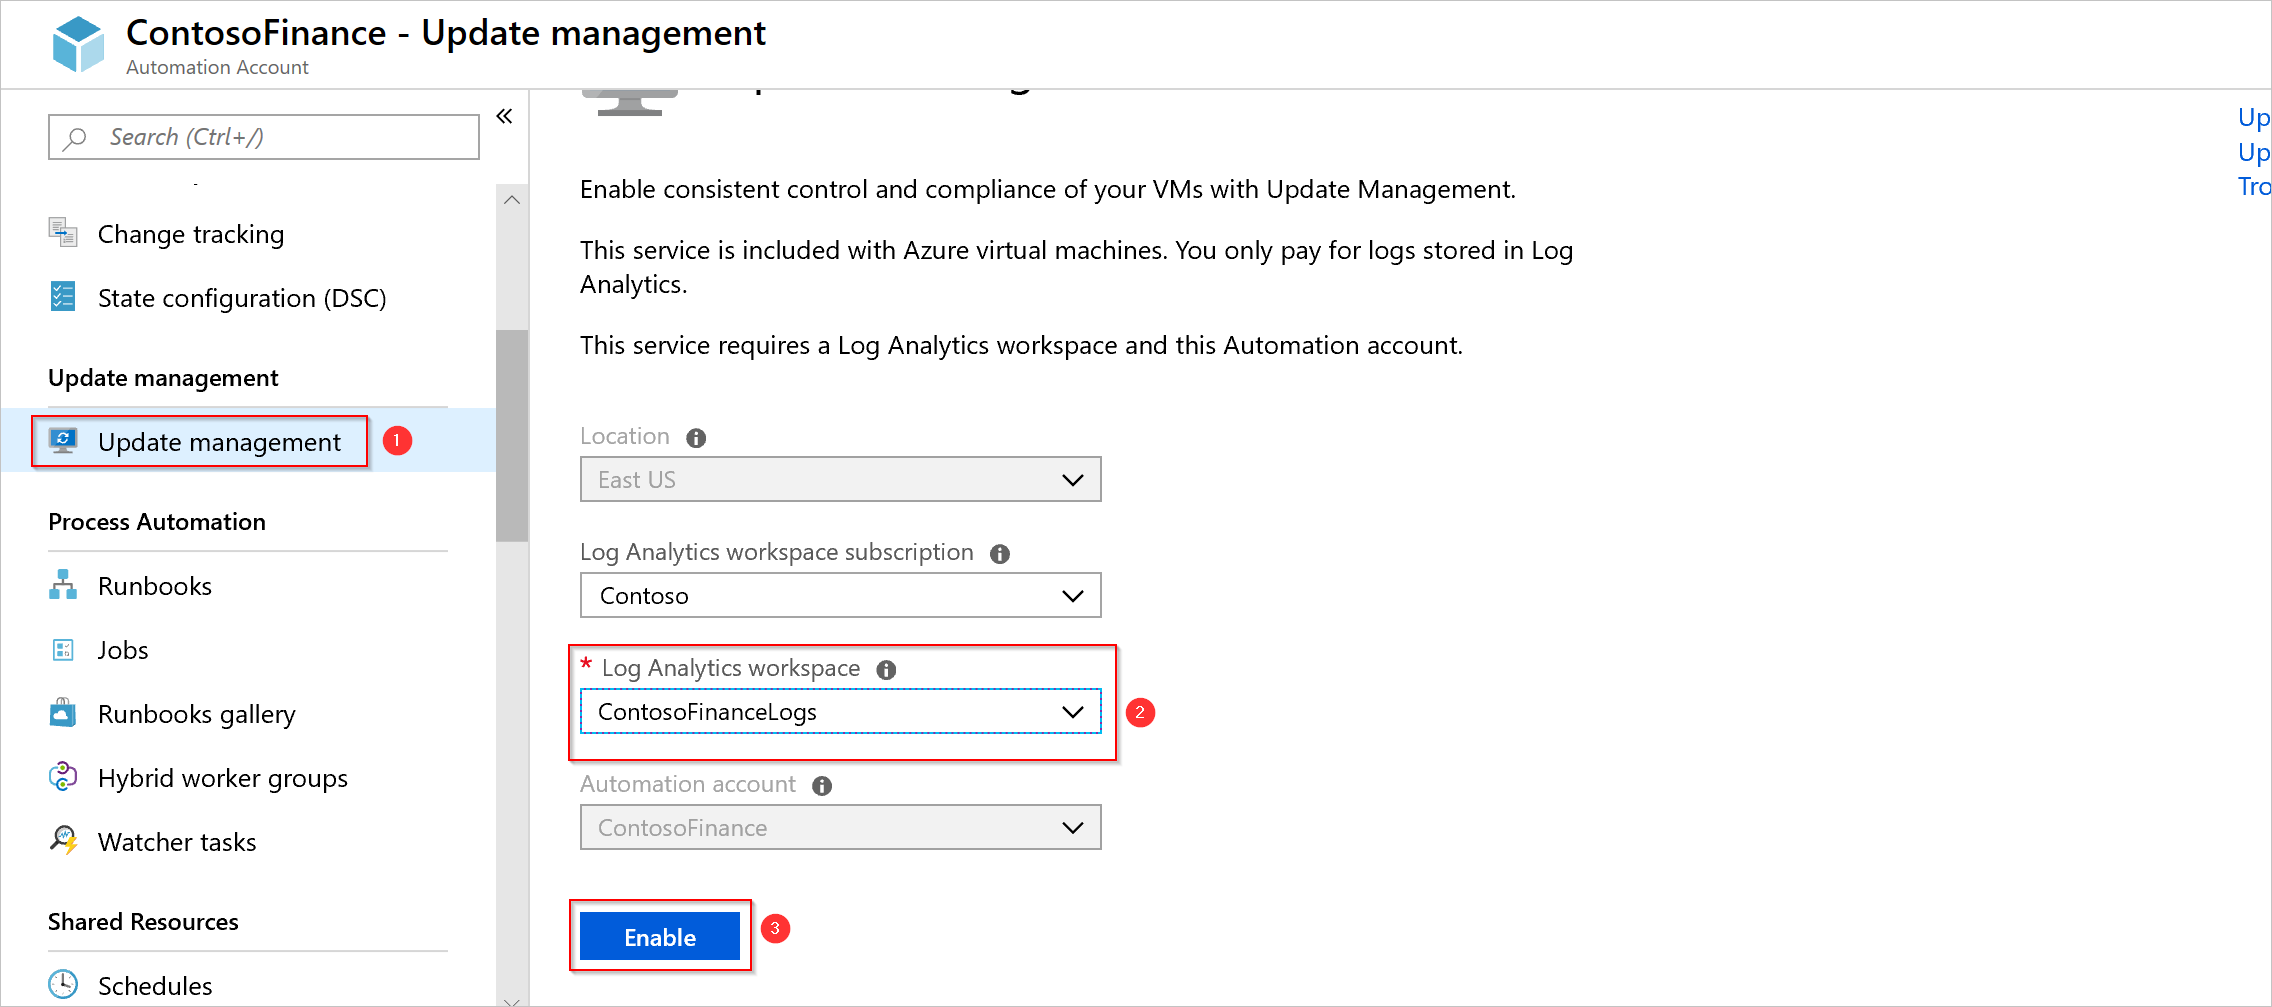 ContosoFinance - Update management
Automation Account
Search (Ctrl+/)
Change tracking
State configuration (DSC)
Update management
Update management
1
Process Automation
Runbooks
Jobs
Runbooks gallery
Hybrid worker groups
Watcher tasks
Shared Resources
Schedules
Enable consistent control and compliance of your VMs with Update Management.
This service is included with Azure virtual machines. You only pay for logs stored in Log
Analytics.
This service requires a Log Analytics workspace and this Automation account.
Location
East US
Log Analytics workspace subscription
Contoso
* Log Analytics workspace
ContosoFinanceLogs
2
Automation account
ContosoFinance
Enable
3
Up
Up
Tro